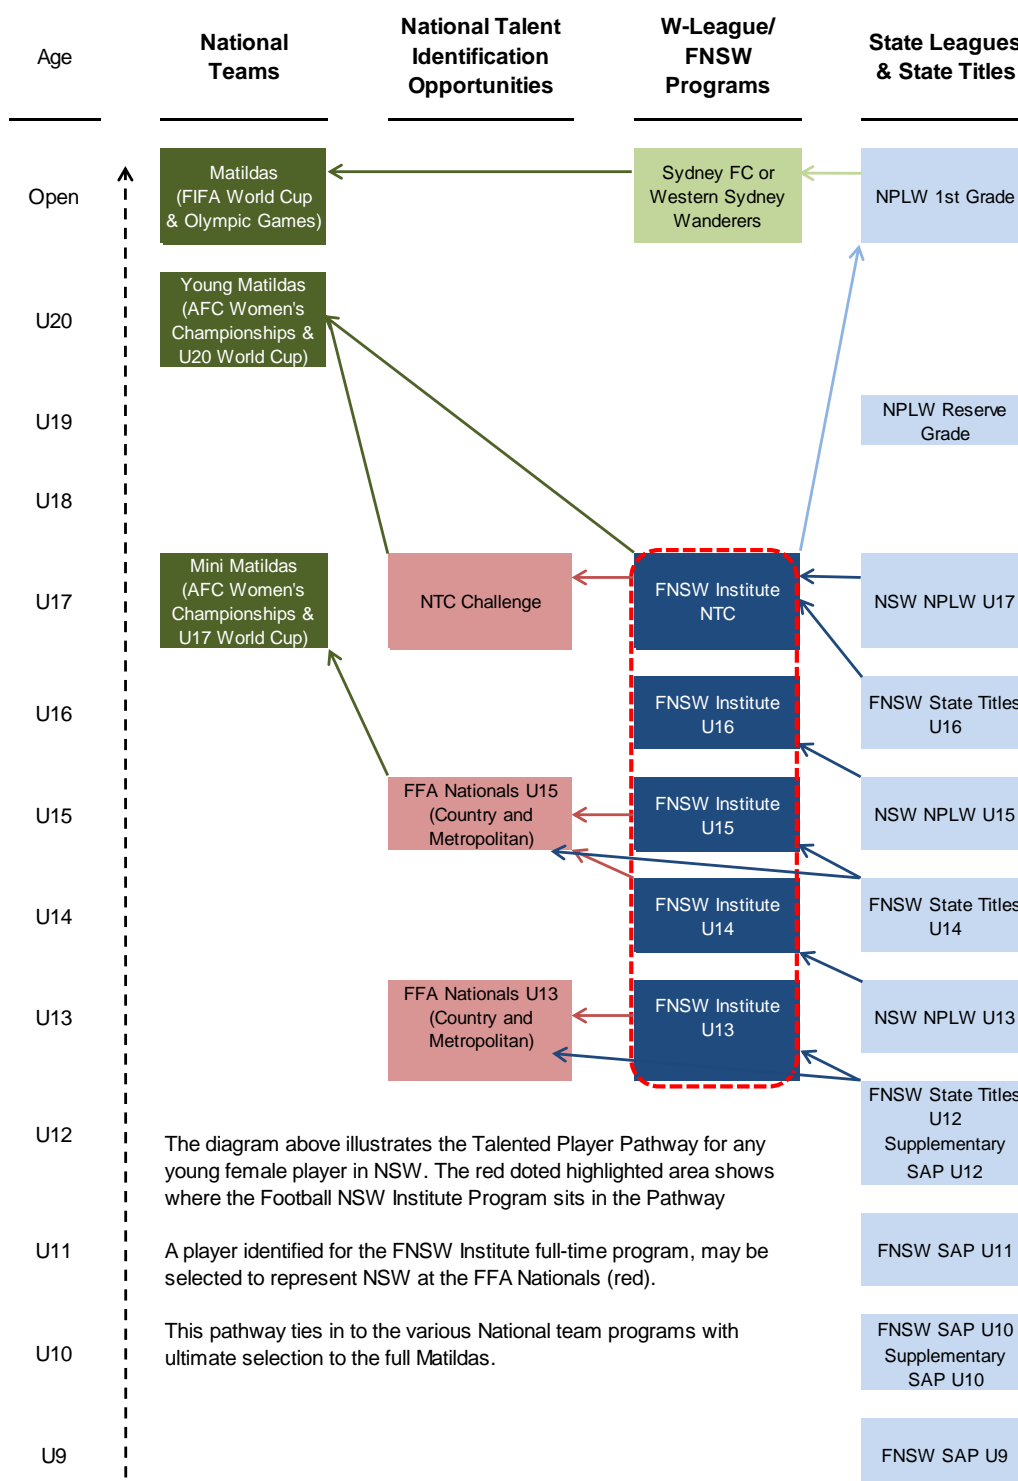 Age
National
Teams
National Talent
Identification
Opportunities
W-League/
FNSW
Programs
State Leagues
& State Titles
Open
Matildas
(FIFA World Cup
& Olympic Games)
Sydney FC or
Western Sydney
Wanderers
NPLW 1st Grade
U20
Young Matildas
(AFC Women's
Championships &
U20 World Cup)
U19
NPLW Reserve
Grade
U18
U17
Mini Matildas
(AFC Women's
Championships &
U17 World Cup)
NTC Challenge
FNSW Institute
NTC
NSW NPLW U17
U16
FNSW Institute
U16
FNSW State Titles
U16
U15
FFA Nationals U15
(Country and
Metropolitan)
FNSW Institute
U15
NSW NPLW U15
U14
FNSW Institute
U14
FNSW State Titles
U14
U13
FFA Nationals U13
(Country and
Metropolitan)
FNSW Institute
U13
NSW NPLW U13
U12
FNSW State Titles
U12
Supplementary
SAP U12
The diagram above illustrates the Talented Player Pathway for any
young female player in NSW. The red doted highlighted area shows
where the Football NSW Institute Program sits in the Pathway
U11
A player identified for the FNSW Institute full-time program, may be
selected to represent NSW at the FFA Nationals (red).
FNSW SAP U11
U10
This pathway ties in to the various National team programs with
ultimate selection to the full Matildas.
FNSW SAP U10
Supplementary
SAP U10
U9
FNSW SAP U9